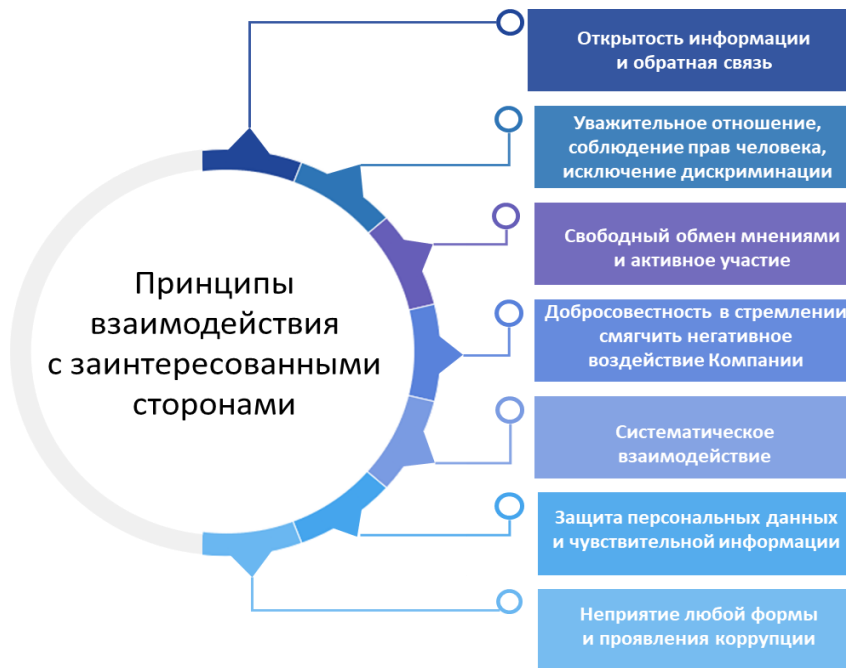 Принципы
взаимодействия
с заинтересованными
сторонами
Открытость информации
и обратная связь
Уважительное отношение,
соблюдение прав человека,
исключение дискриминации
Свободный обмен мнениями
и активное участие
Добросовестность в стремлении
смягчить негативное
воздействие Компании
Систематическое
взаимодействие
Защита персональных данных
и чувствительной информации
Неприятие любой формы
и проявления коррупции